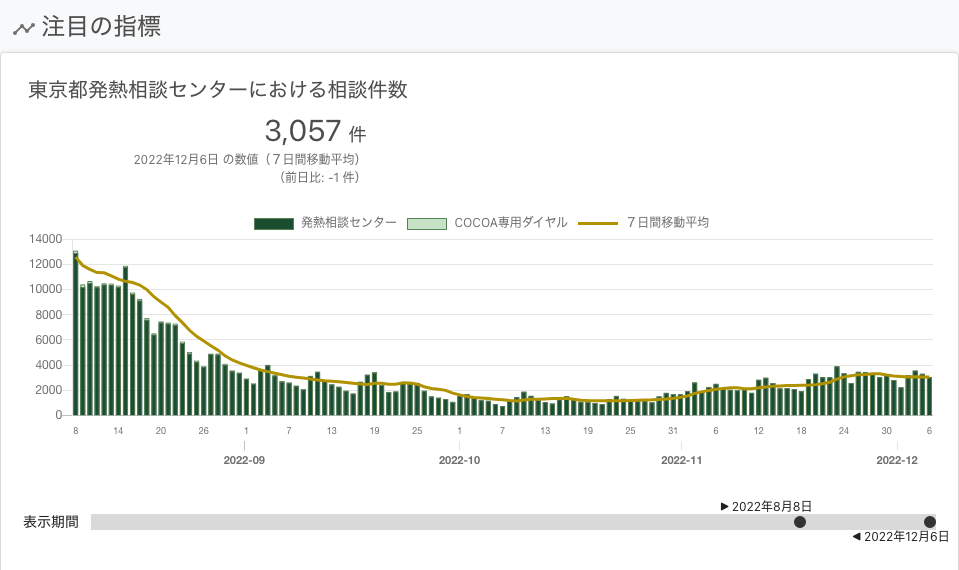 注目の指標
東京都発熱相談センターにおける相談件数
3,057 件
2022年12月6日 の数値（７日間移動平均）
（前日比: -1 件）
発熱相談センター COCOA専用ダイヤル ７日間移動平均
14000
12000
10000
8000
6000
4000
2000
0
8 14 20 26 1 7 13 19 25 1 7 13 19 25 31 6 12 18 24 30 6
2022-09 2022-10 2022-11 2022-12
▶ 2022年8月8日
表示期間
◀ 2022年12月6日